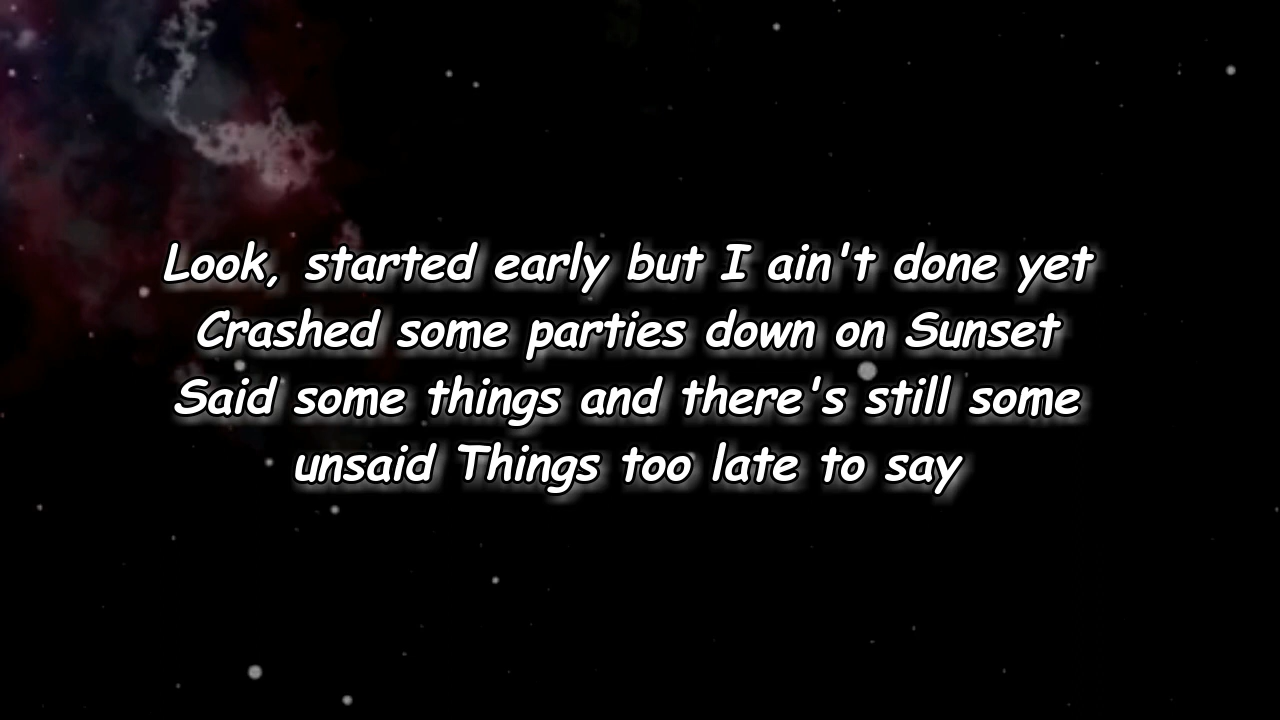 Look, started early but I ain't done yet
Crashed some parties down on Sunset
Said some things and there's still some
unsaid Things too late to say